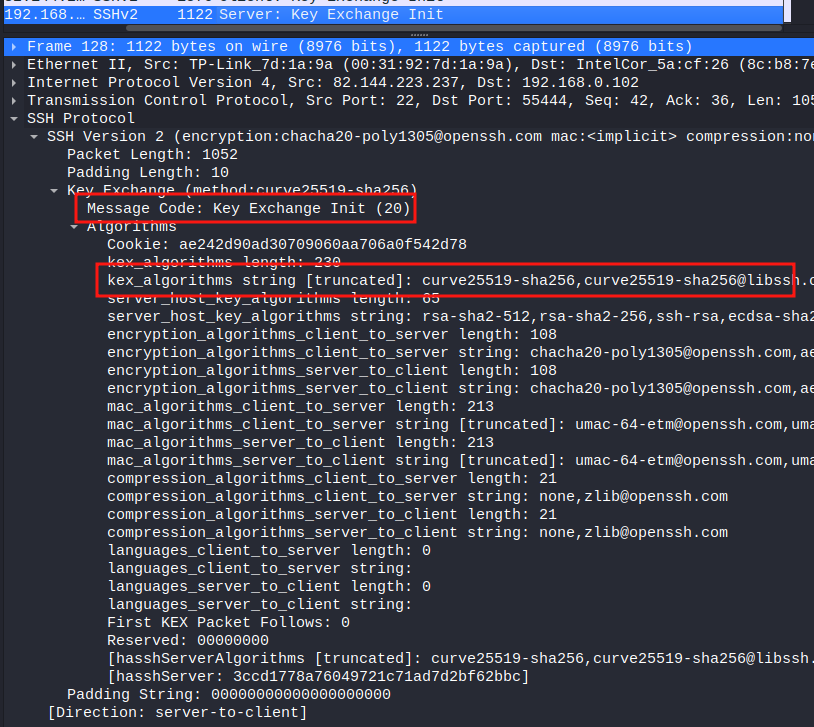 192.168.… SSHv2 1122 Server: Key Exchange Init
Frame 128: 1122 bytes on wire (8976 bits), 1122 bytes captured (8976 bits)
Ethernet II, Src: TP-Link_7d:1a:9a (00:31:92:7d:1a:9a), Dst: IntelCor_5a:cf:26 (8c:b8:7e
Internet Protocol Version 4, Src: 82.144.223.237, Dst: 192.168.0.102
Transmission Control Protocol, Src Port: 22, Dst Port: 55444, Seq: 42, Ack: 36, Len: 105
SSH Protocol
SSH Version 2 (encryption:chacha20-poly1305@openssh.com mac:<implicit> compression:non
Packet Length: 1052
Padding Length: 10
Key Exchange (method:curve25519-sha256)
Message Code: Key Exchange Init (20)
Algorithms
Cookie: ae242d90ad30709060aa706a0f542d78
kex_algorithms length: 230
kex_algorithms string [truncated]: curve25519-sha256,curve25519-sha256@libssh.o
server_host_key_algorithms length: 65
server_host_key_algorithms string: rsa-sha2-512,rsa-sha2-256,ssh-rsa,ecdsa-sha2
encryption_algorithms_client_to_server length: 108
encryption_algorithms_client_to_server string: chacha20-poly1305@openssh.com,ae
encryption_algorithms_server_to_client length: 108
encryption_algorithms_server_to_client string: chacha20-poly1305@openssh.com,ae
mac_algorithms_client_to_server length: 213
mac_algorithms_client_to_server string [truncated]: umac-64-etm@openssh.com,uma
mac_algorithms_server_to_client length: 213
mac_algorithms_server_to_client string [truncated]: umac-64-etm@openssh.com,uma
compression_algorithms_client_to_server length: 21
compression_algorithms_client_to_server string: none,zlib@openssh.com
compression_algorithms_server_to_client length: 21
compression_algorithms_server_to_client string: none,zlib@openssh.com
languages_client_to_server length: 0
languages_client_to_server string:
languages_server_to_client length: 0
languages_server_to_client string:
First KEX Packet Follows: 0
Reserved: 00000000
[hasshServerAlgorithms [truncated]: curve25519-sha256,curve25519-sha256@libssh.
[hasshServer: 3ccd1778a76049721c71ad7d2bf62bbc]
Padding String: 00000000000000000000
[Direction: server-to-client]